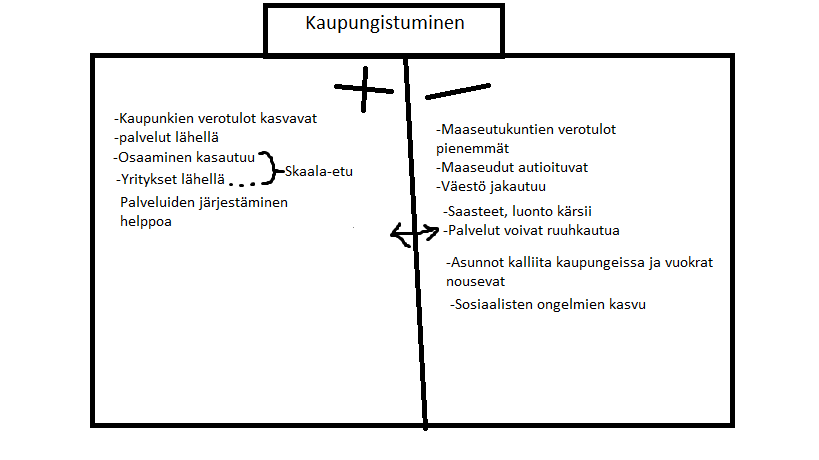 Kaupungistuminen
-Kaupunkien verotulot kasvavat
-palvelut lähellä
-Osaaminen kasautuu
-Yritykset lähellä
Skaala-etu
Palveluiden järjestäminen
helppoa
-Maaseutukuntien verotulot
pienemmät
-Maaseudut autioituvat
-Väestö jakautuu
-Saasteet, luonto kärsii
-Palvelut voivat ruuhkautua
-Asunnot kalliita kaupungeissa ja vuokrat
nousevat
-Sosiaalisten ongelmien kasvu